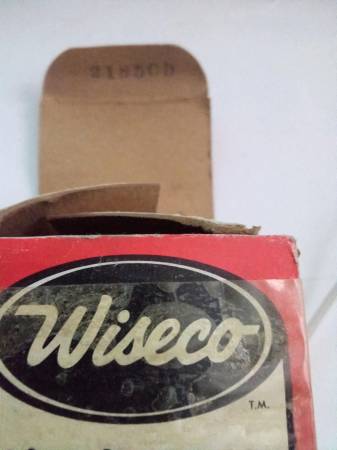 2185CD
Wiseco
T.M.